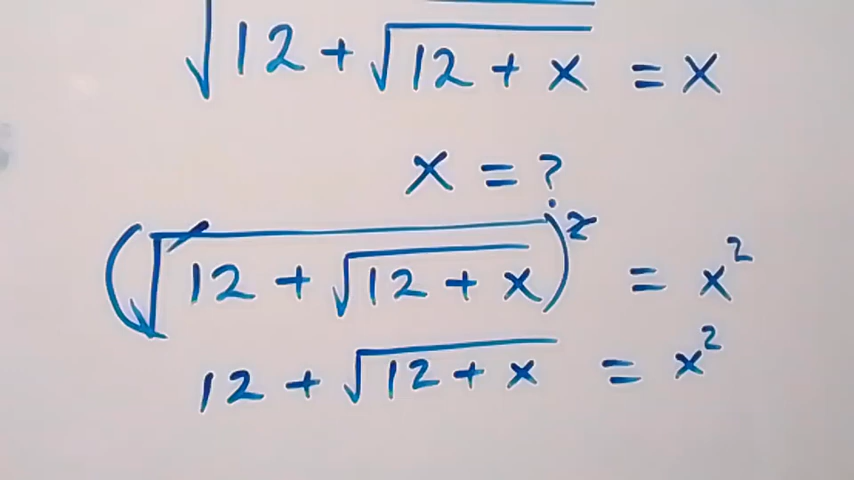 √(12 + √(12 + x)) = x
x = ?
(√(12 + √(12 + x)))² = x²
12 + √(12 + x) = x²